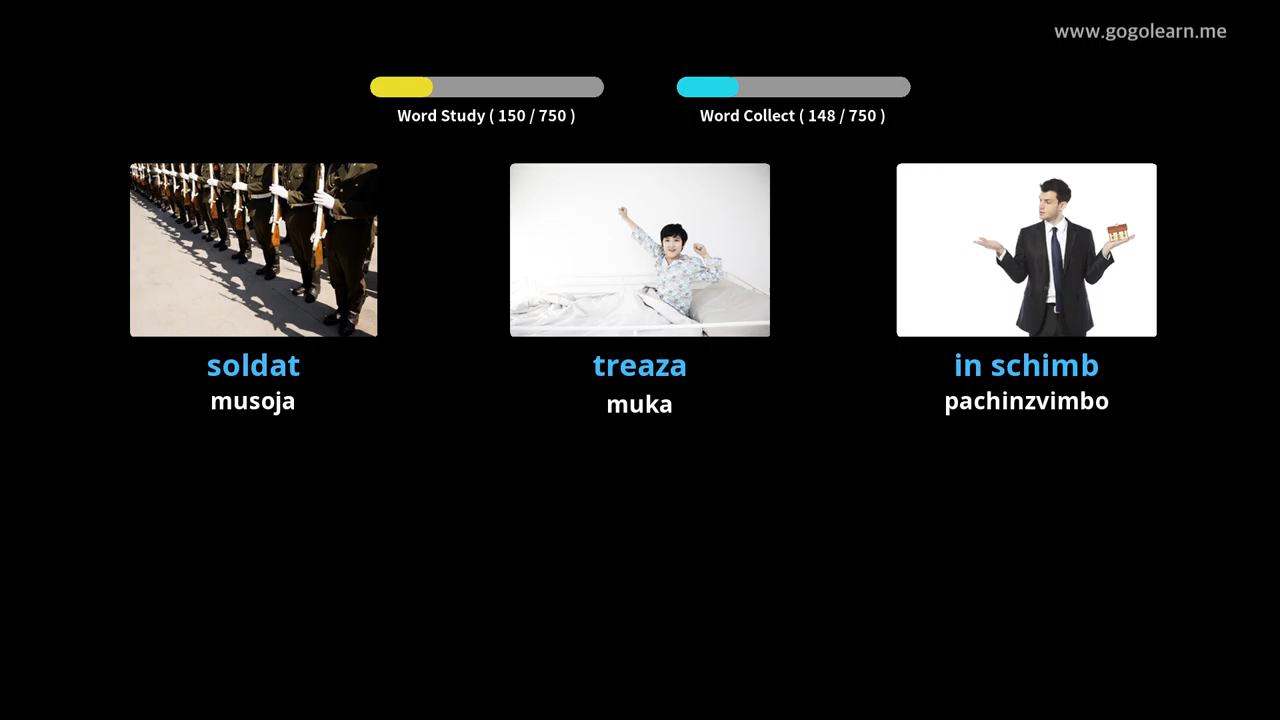 www.gogolearn.me
Word Study ( 150 / 750 )
Word Collect ( 148 / 750 )
soldat
musoja
treaza
muka
in schimb
pachinzvimbo